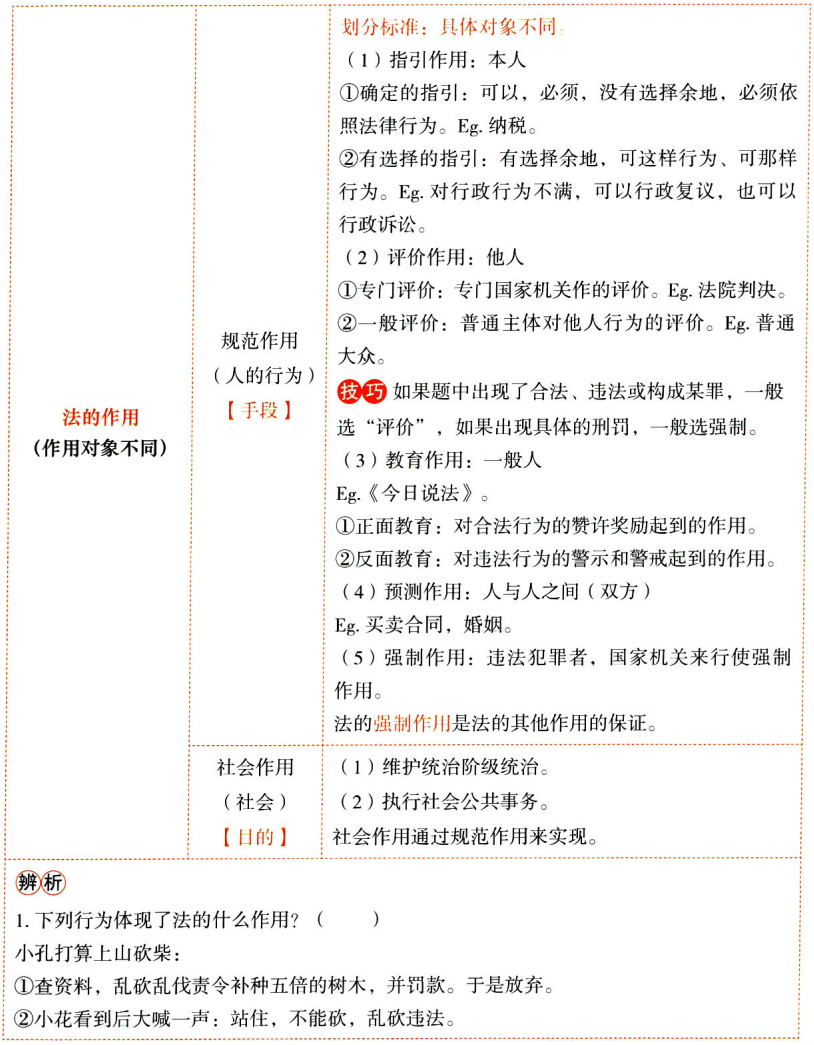 法的作用
(作用对象不同)
规范作用
（人的行为）
【手段】
划分标准：具体对象不同。
（1）指引作用：本人
①确定的指引：可以，必须，没有选择余地，必须依
照法律行为。Eg. 纳税。
②有选择的指引：有选择余地，可这样行为、可那样
行为。Eg. 对行政行为不满，可以行政复议，也可以
行政诉讼。
（2）评价作用：他人
①专门评价：专门国家机关作的评价。Eg. 法院判决。
②一般评价：普通主体对他人行为的评价。Eg. 普通
大众。
技巧 如果题中出现了合法、违法或构成某罪，一般
选“评价”，如果出现具体的刑罚，一般选强制。
（3）教育作用：一般人
Eg.《今日说法》。
①正面教育：对合法行为的赞许奖励起到的作用。
②反面教育：对违法行为的警示和警戒起到的作用。
（4）预测作用：人与人之间（双方）
Eg. 买卖合同，婚姻。
（5）强制作用：违法犯罪者，国家机关来行使强制
作用。
法的强制作用是法的其他作用的保证。
社会作用
（社会）
【目的】
（1）维护统治阶级统治。
（2）执行社会公共事务。
社会作用通过规范作用来实现。
辨析
1. 下列行为体现了法的什么作用？（　　）
小孔打算上山砍柴：
①查资料，乱砍乱伐责令补种五倍的树木，并罚款。于是放弃。
②小花看到后大喊一声：站住，不能砍，乱砍违法。